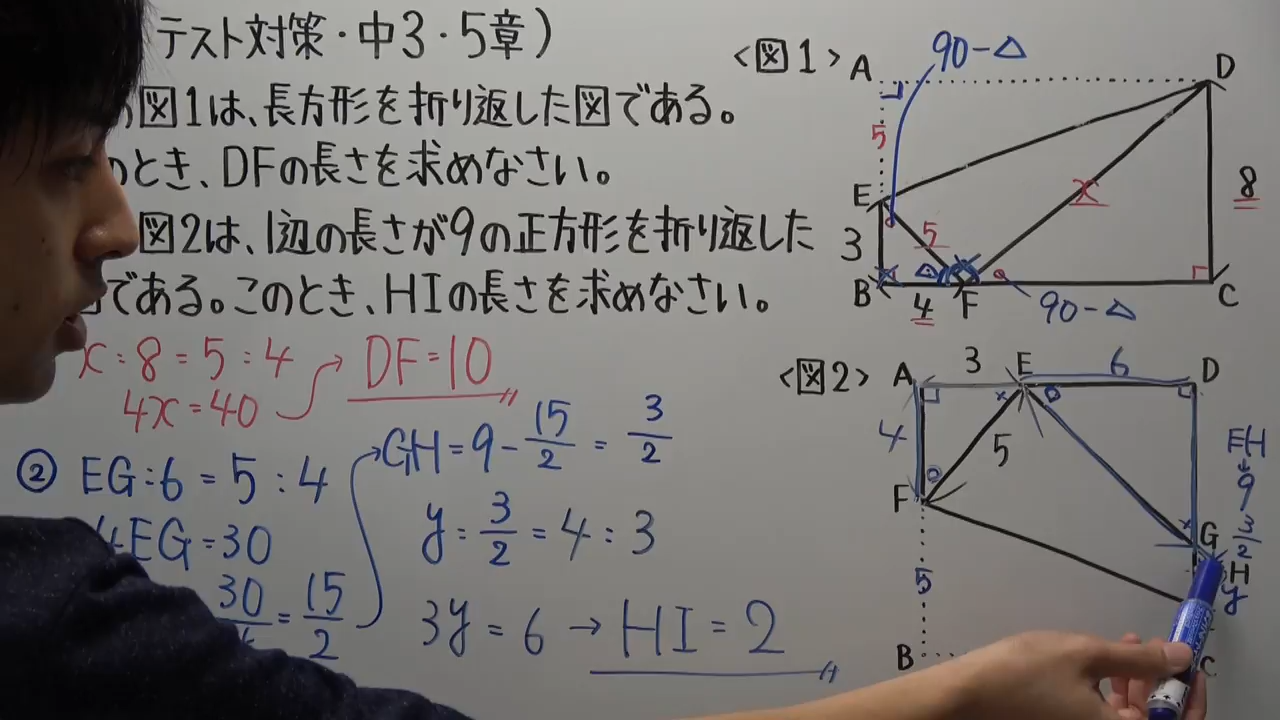 テスト対策・中3・5章)
図1は、長方形を折り返した図である。
のとき、DFの長さを求めなさい。
図2は、1辺の長さが9の正方形を折り返した
である。このとき、HIの長さを求めなさい。
x:8=5:4
4x=40
DF=10
② EG:6=5:4
4EG=30
30 = 15/2
GH=9-15/2=3/2
y=3/2=4:3
3y=6→HI=2
<図1>
A
90-△
D
5
E
x
8
3
5
△
B
4
F
90-△
C
<図2>
A
3
E
6
D
4
5
F
EH
9
G
3/2
H
y
5
B
C